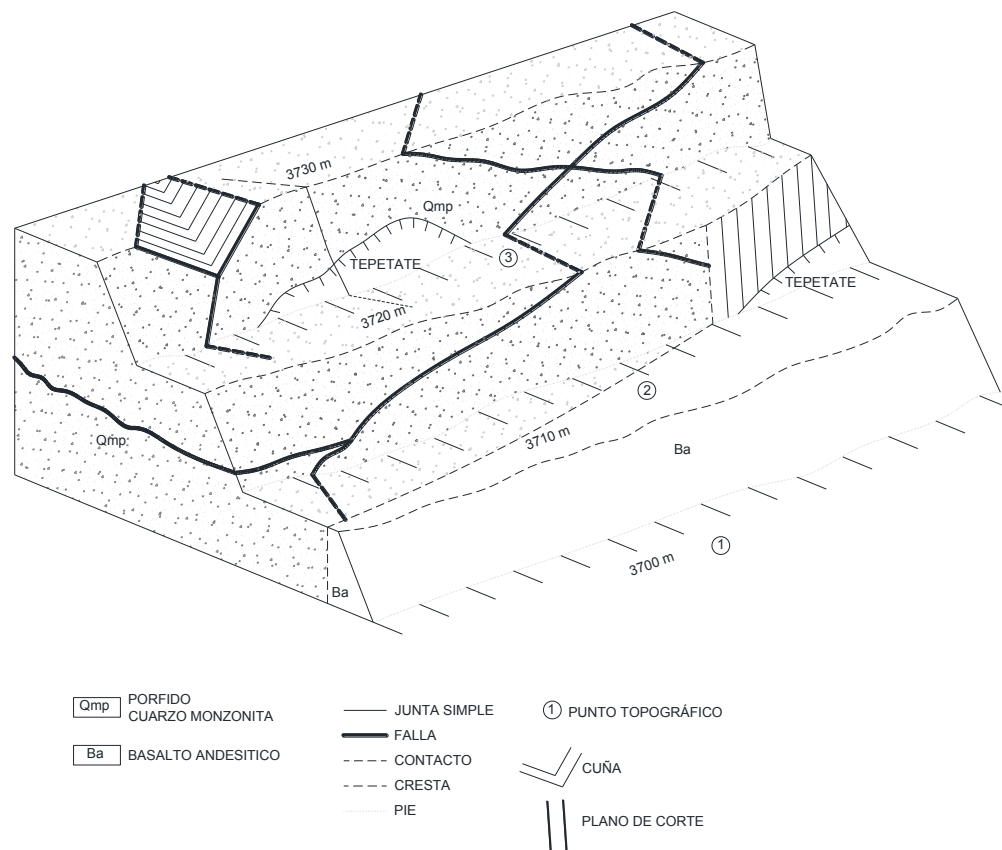 3730 m
Qmp
3
TEPETATE
TEPETATE
3720 m
2
3710 m
Qmp
Ba
1
3700 m
Ba
Qmp PORFIDO
CUARZO MONZONITA
Ba BASALTO ANDESITICO
JUNTA SIMPLE
FALLA
CONTACTO
CRESTA
PIE
1 PUNTO TOPOGRÁFICO
CUÑA
PLANO DE CORTE